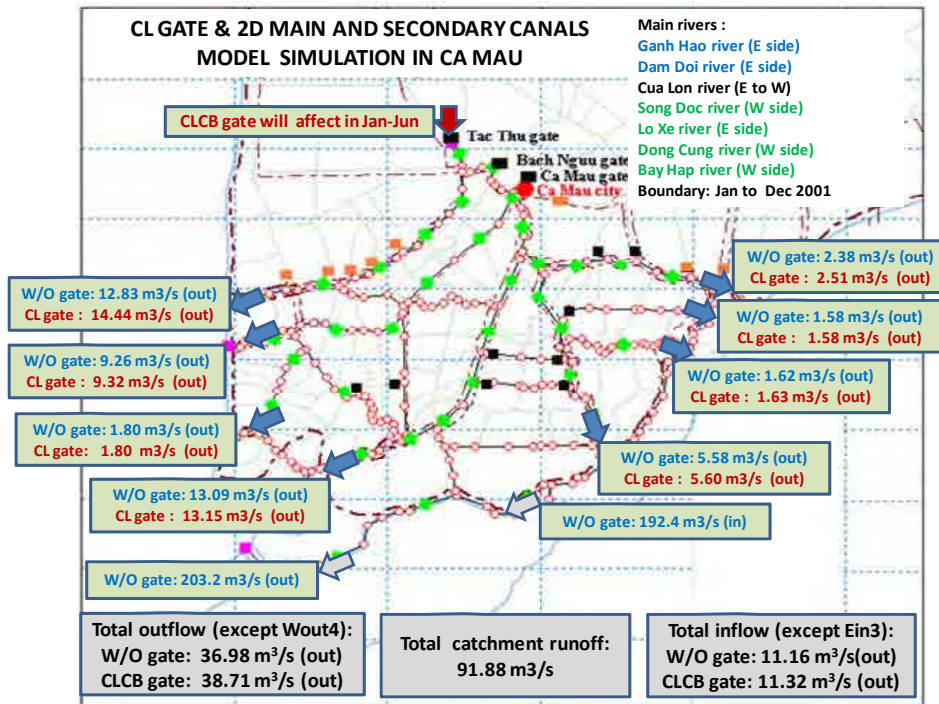 CL GATE & 2D MAIN AND SECONDARY CANALS
MODEL SIMULATION IN CA MAU
Main rivers :
Ganh Hao river (E side)
Dam Doi river (E side)
Cua Lon river (E to W)
Song Doc river (W side)
Lo Xe river (E side)
Dong Cung river (W side)
Bay Hap river (W side)
Boundary: Jan to Dec 2001
CLCB gate will affect in Jan-Jun
Tac Thu gate
Bach Nguu gate
Ca Mau gate
Ca Mau city
W/O gate: 2.38 m3/s (out)
CL gate : 2.51 m3/s (out)
W/O gate: 12.83 m3/s (out)
CL gate : 14.44 m3/s (out)
W/O gate: 1.58 m3/s (out)
CL gate : 1.58 m3/s (out)
W/O gate: 9.26 m3/s (out)
CL gate : 9.32 m3/s (out)
W/O gate: 1.62 m3/s (out)
CL gate : 1.63 m3/s (out)
W/O gate: 1.80 m3/s (out)
CL gate: 1.80 m3/s (out)
W/O gate: 5.58 m3/s (out)
CL gate : 5.60 m3/s (out)
W/O gate: 13.09 m3/s (out)
CL gate : 13.15 m3/s (out)
W/O gate: 192.4 m3/s (in)
W/O gate: 203.2 m3/s (out)
Total outflow (except Wout4):
W/O gate: 36.98 m³/s (out)
CLCB gate: 38.71 m³/s (out)
Total catchment runoff:
91.88 m3/s
Total inflow (except Ein3):
W/O gate: 11.16 m³/s(out)
CLCB gate: 11.32 m³/s (out)